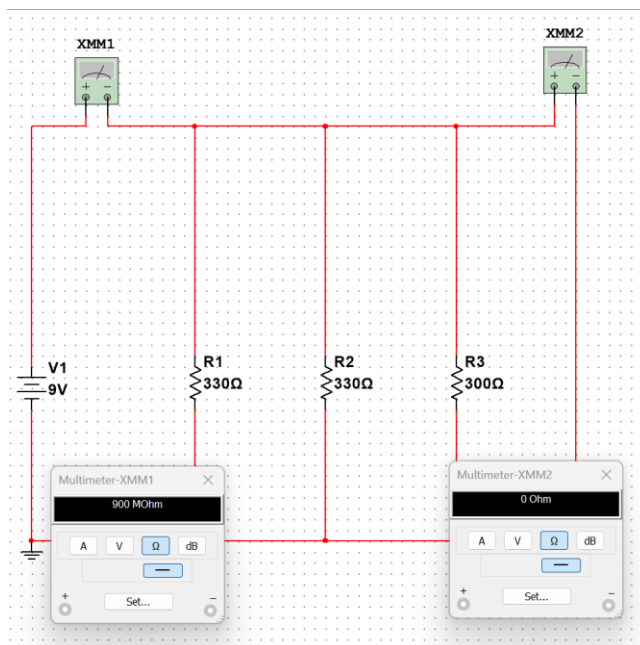 XMM1
XMM2
+ −
+ −
V1
9V
R1
330Ω
R2
330Ω
R3
300Ω
Multimeter-XMM1
900 MOhm
A V Ω dB
+ −
Set...
Multimeter-XMM2
0 Ohm
A V Ω dB
+ −
Set...